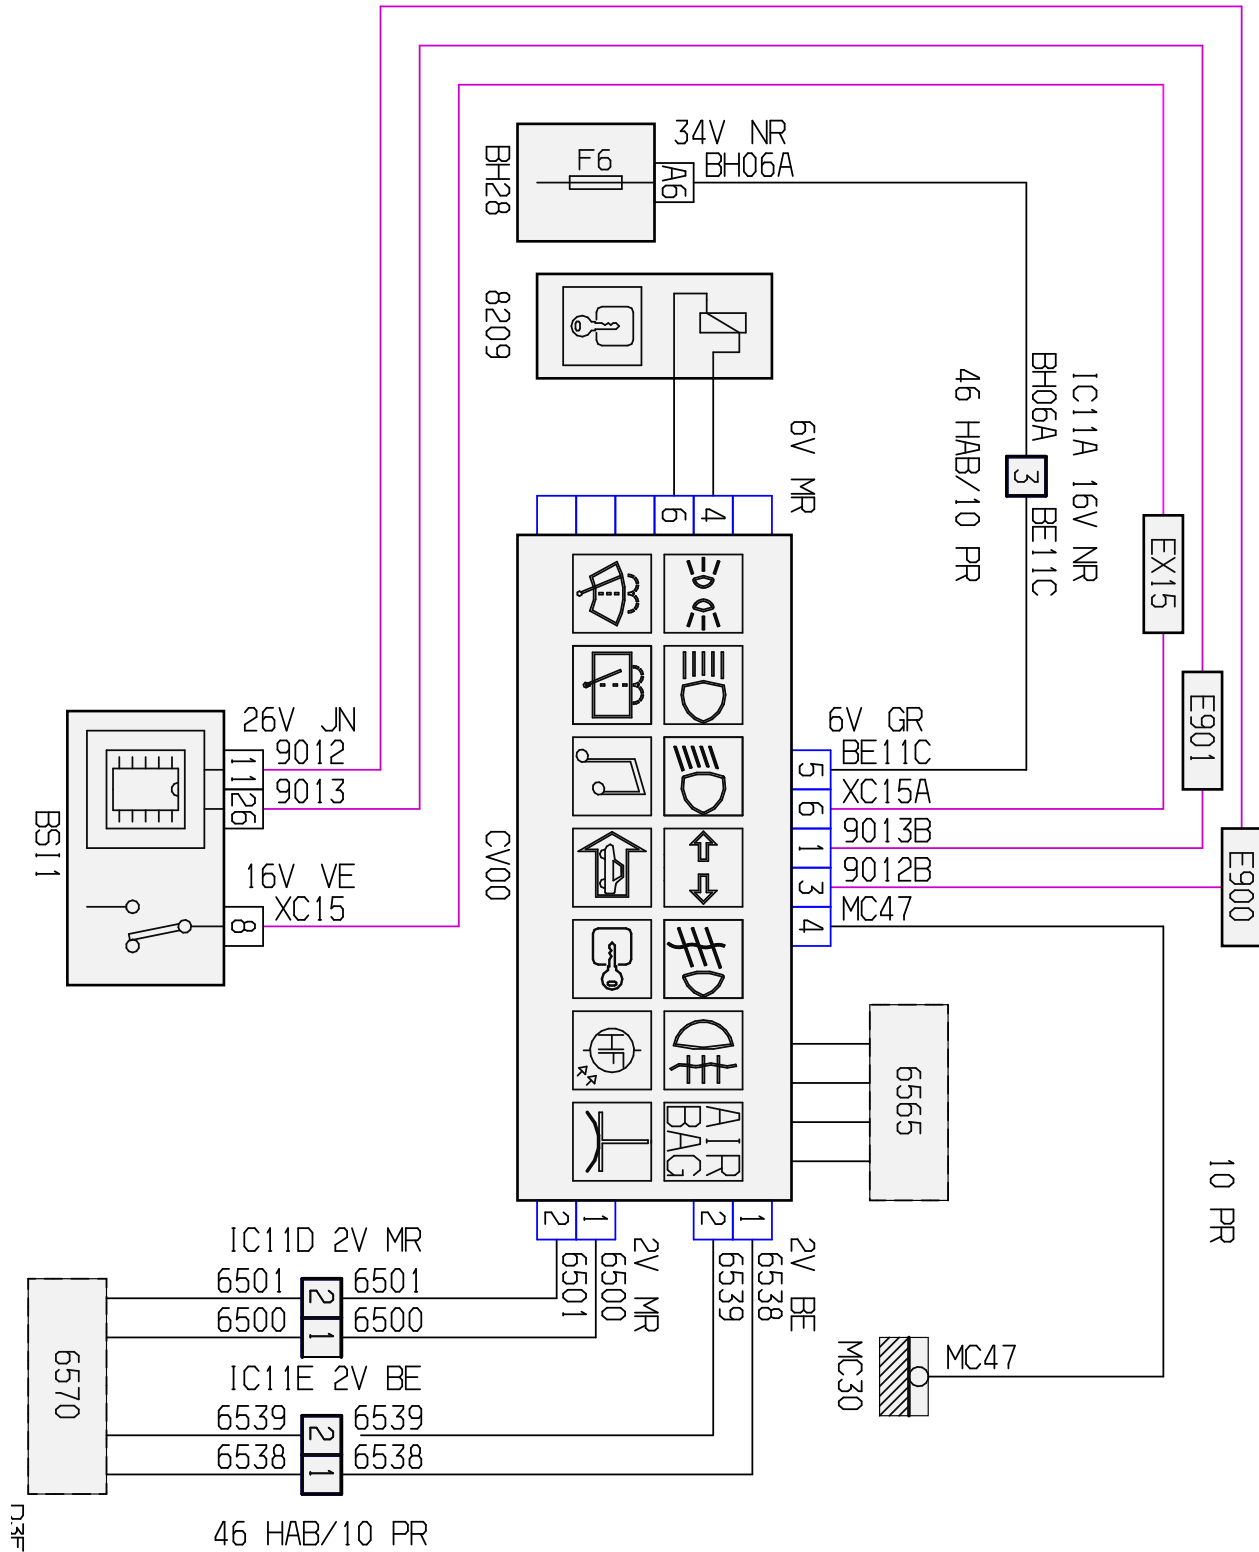 34V NR
BH06A
F6
A6
BH28
8209
IC11A 16V NR
BH06A
3
BE11C
46 HAB/10 PR
EX15
E901
E900
6V MR
6
4
6V GR
BE11C
5
XC15A
6
9013B
1
9012B
3
MC47
4
26V JN
9012
11
9013
26
16V VE
XC15
8
BSI1
CV00
HF
AIR
BAG
6565
10 PR
2
1
2
1
6501
6500
2V MR
6539
6538
2V BE
IC11D 2V MR
6501
2
6501
6500
1
6500
IC11E 2V BE
6539
2
6539
6538
1
6538
46 HAB/10 PR
6570
MC47
MC30